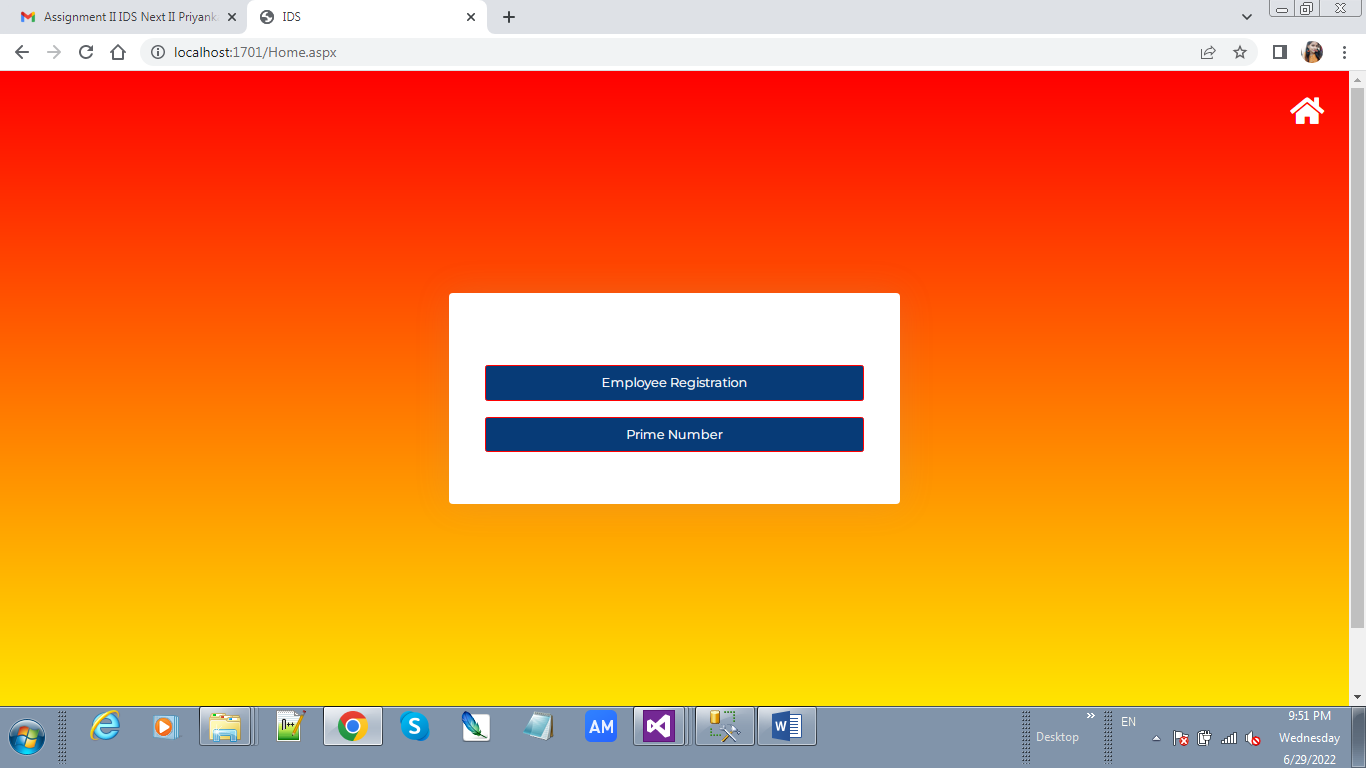 Assignment II IDS Next II Priyank
IDS
localhost:1701/Home.aspx
Employee Registration
Prime Number
AM
W
Desktop
»
EN
9:51 PM
Wednesday
6/29/2022